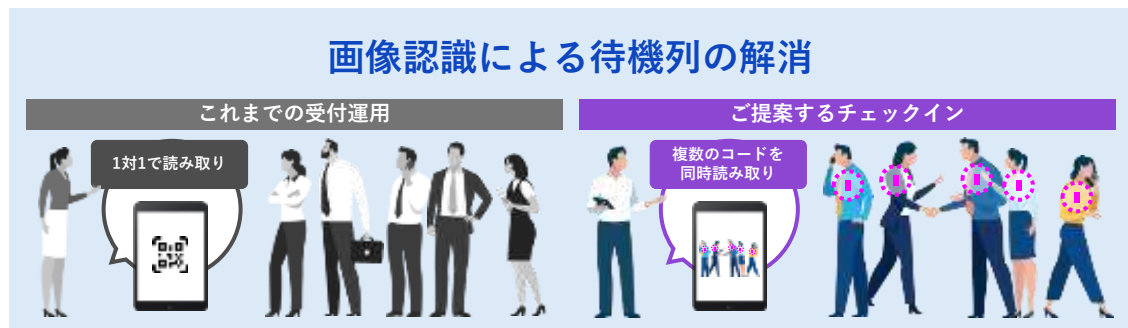 画像認識による待機列の解消
これまでの受付運用
ご提案するチェックイン
1対1で読み取り
複数のコードを
同時読み取り